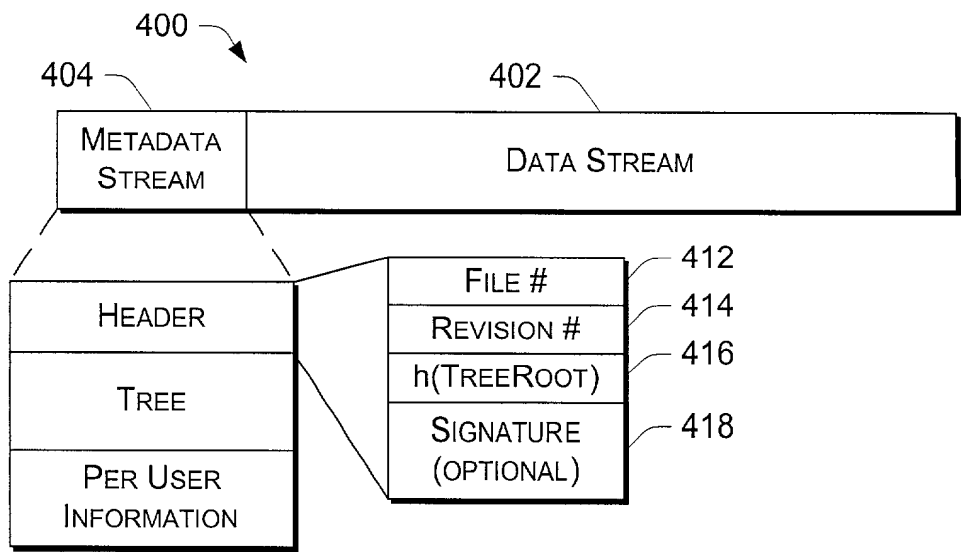 400
404
402
METADATA
STREAM
DATA STREAM
HEADER
TREE
PER USER
INFORMATION
FILE #
412
REVISION #
414
h(TREEROOT)
416
SIGNATURE
(OPTIONAL)
418